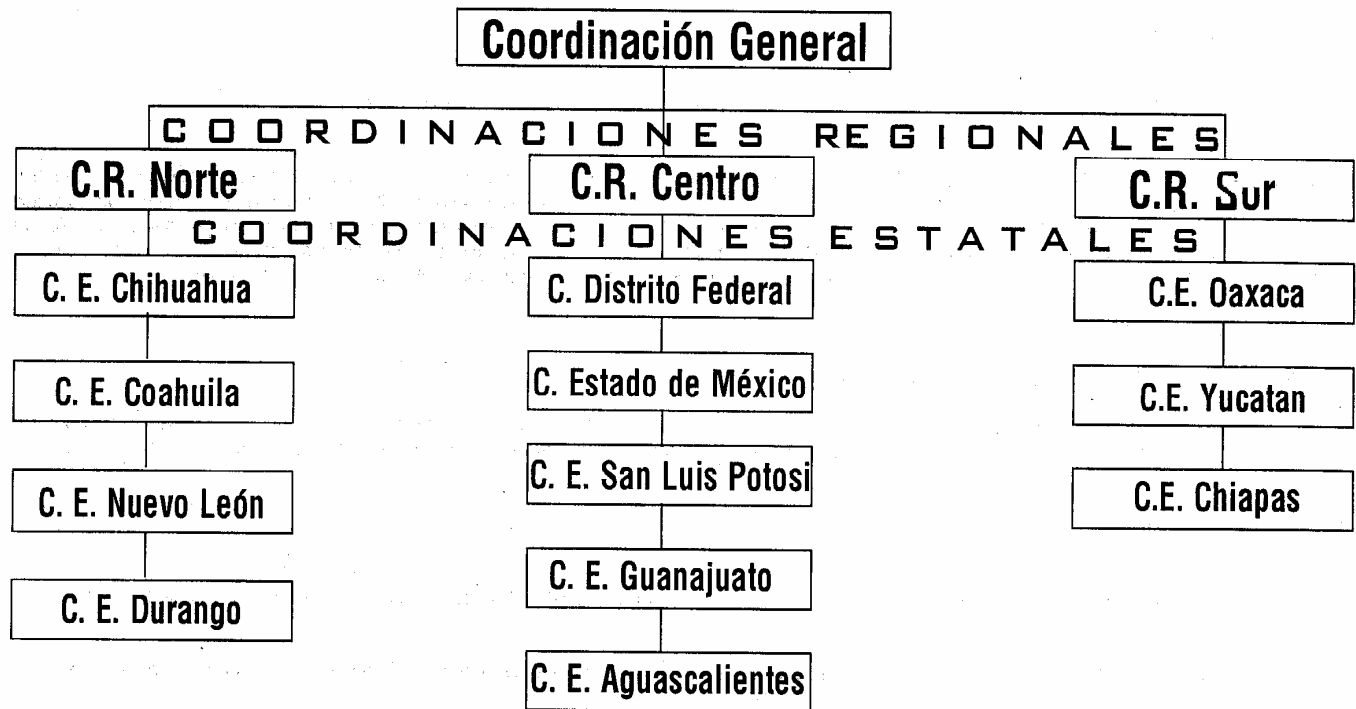 Coordinación General
COORDINACIONES REGIONALES
C.R. Norte
C.R. Centro
C.R. Sur
COORDINACIONES ESTATALES
C. E. Chihuahua
C. Distrito Federal
C.E. Oaxaca
C. E. Coahuila
C. Estado de México
C.E. Yucatan
C. E. Nuevo León
C. E. San Luis Potosi
C.E. Chiapas
C. E. Durango
C. E. Guanajuato
C. E. Aguascalientes